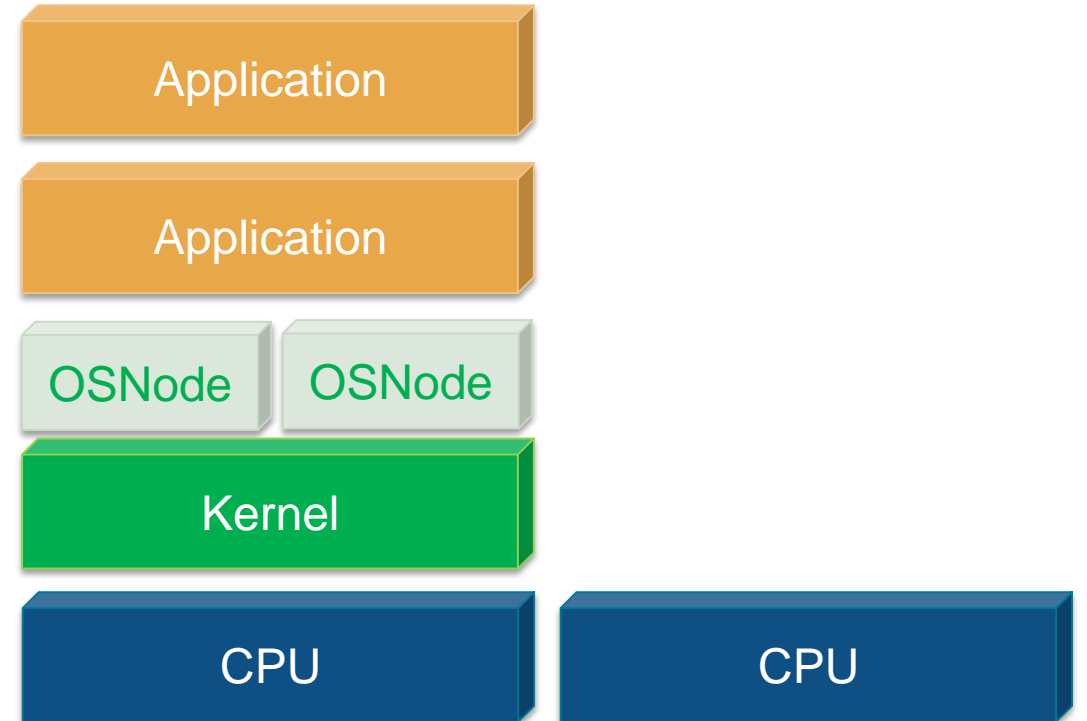 Application
Application
OSNode
OSNode
Kernel
CPU
CPU